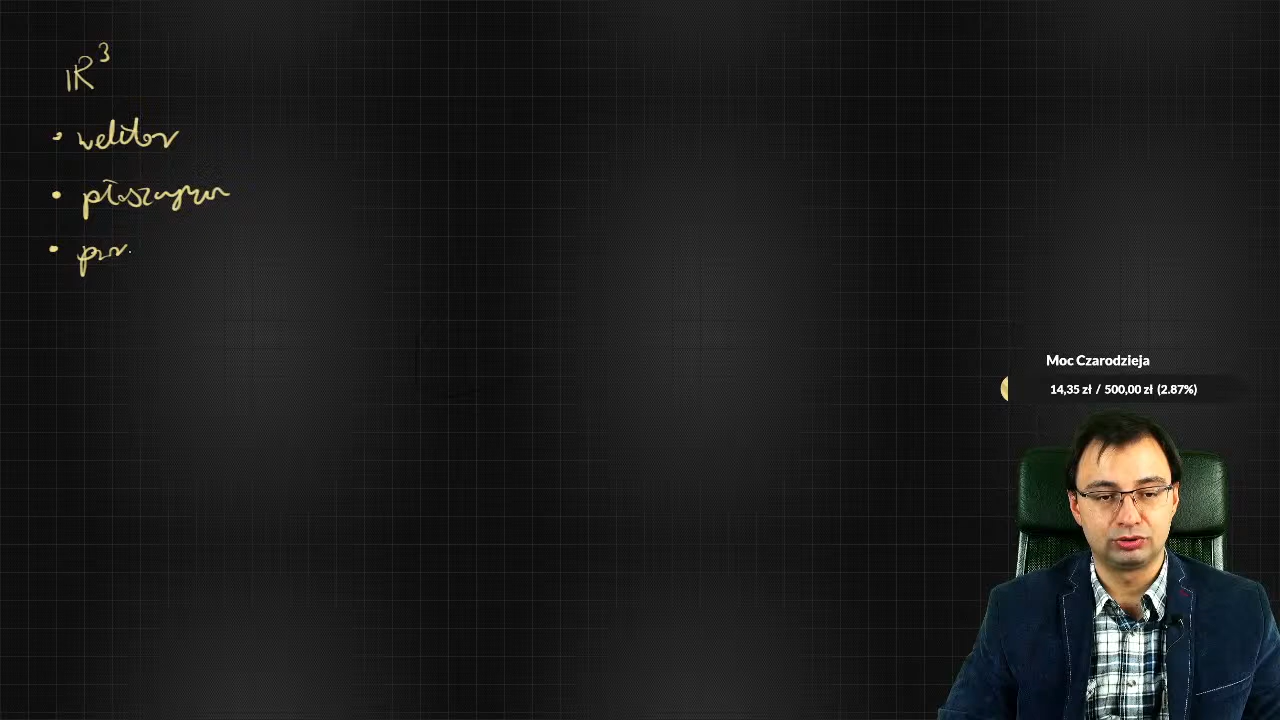 ℝ³
• wektor
• płaszczyzna
• pr
Moc Czarodzieja
14,35 zł / 500,00 zł (2.87%)